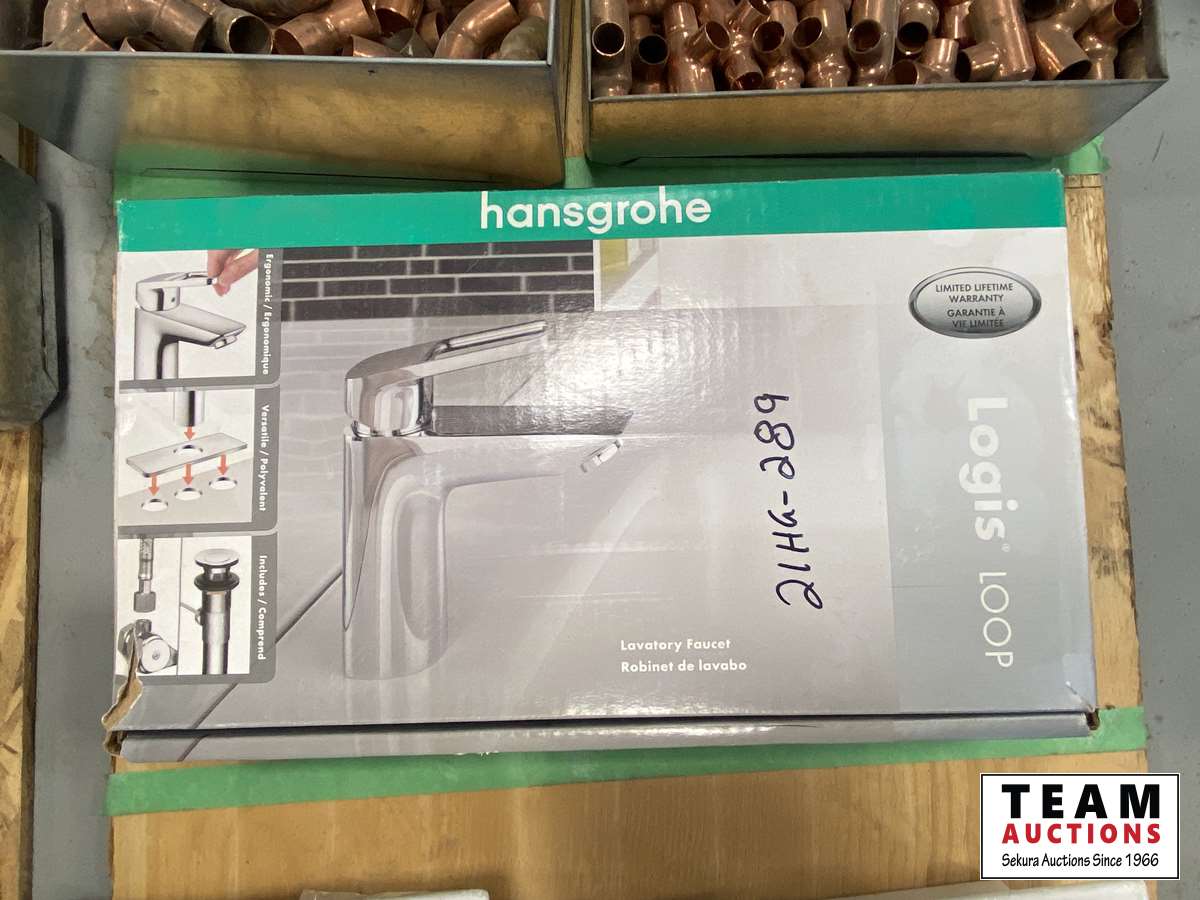 hansgrohe
Ergonomic / Ergonomique
Versatile / Polyvalent
Includes / Comprend
LIMITED LIFETIME
WARRANTY
GARANTIE À
VIE LIMITÉE
Logis® LOOP
21HG-289
Lavatory Faucet
Robinet de lavabo
TEAM
AUCTIONS
Sekura Auctions Since 1966